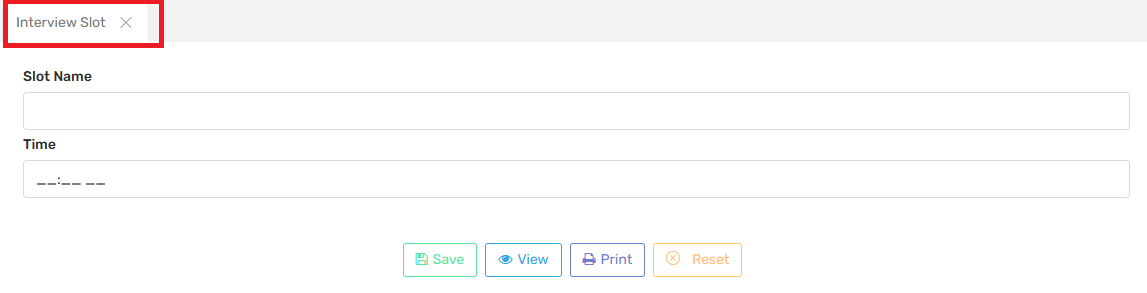 Interview Slot
Slot Name
Time
__:__ __
Save View Print Reset